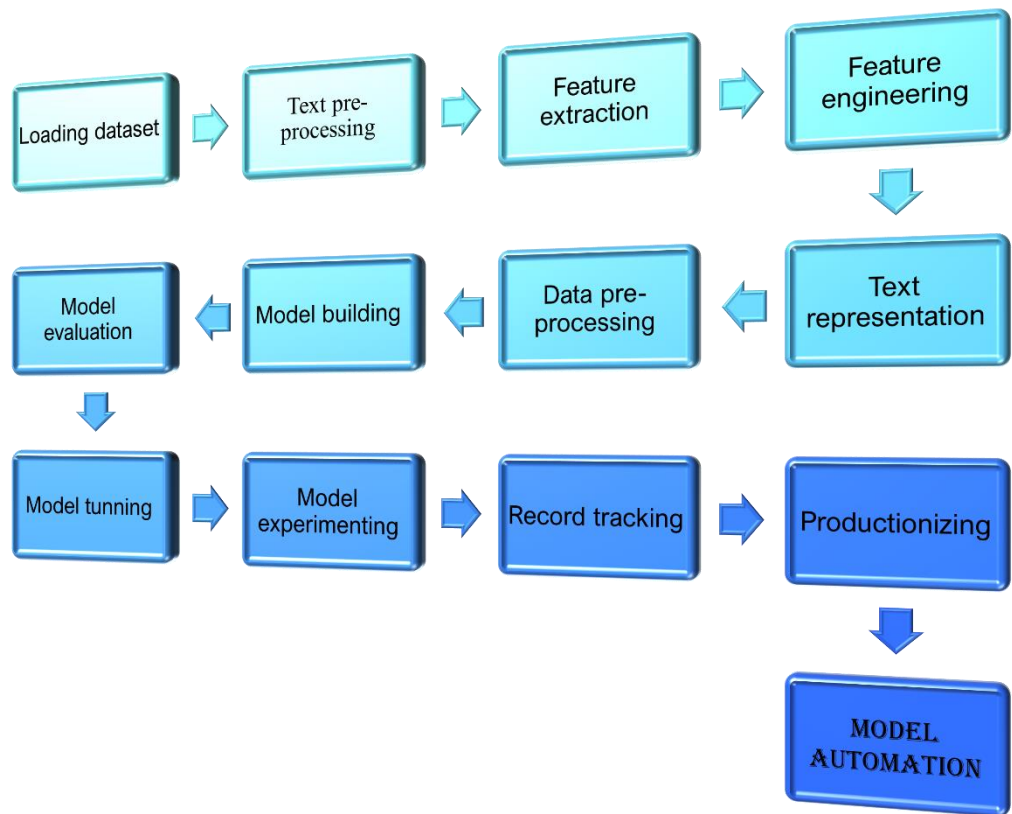 Loading dataset
Text pre-
processing
Feature
extraction
Feature
engineering
Text
representation
Data pre-
processing
Model building
Model
evaluation
Model tunning
Model
experimenting
Record tracking
Productionizing
MODEL
AUTOMATION